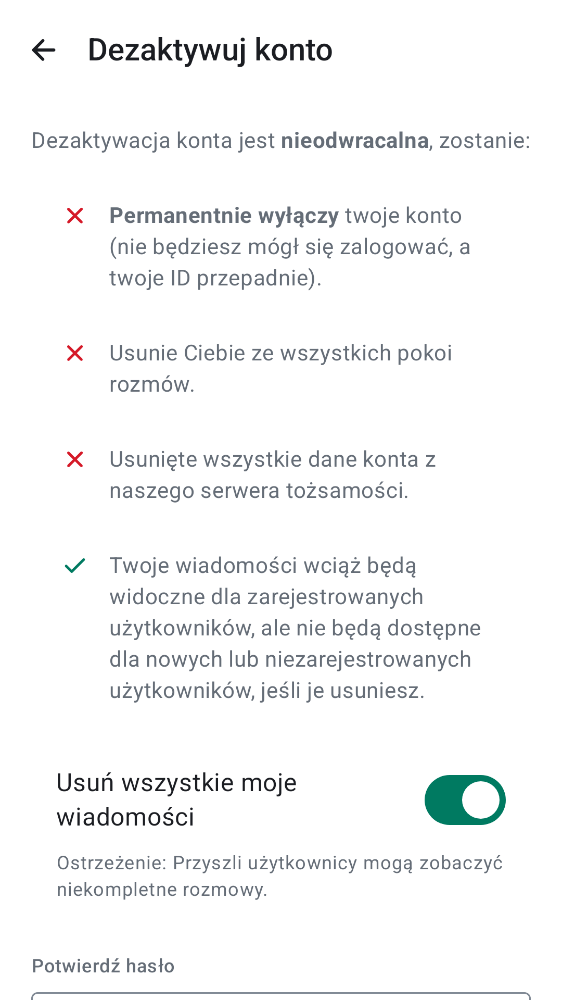 Dezaktywuj konto
Dezaktywacja konta jest nieodwracalna, zostanie:
Permanentnie wyłączy twoje konto
(nie będziesz mógł się zalogować, a
twoje ID przepadnie).
Usunie Ciebie ze wszystkich pokoi
rozmów.
Usunięte wszystkie dane konta z
naszego serwera tożsamości.
Twoje wiadomości wciąż będą
widoczne dla zarejestrowanych
użytkowników, ale nie będą dostępne
dla nowych lub niezarejestrowanych
użytkowników, jeśli je usuniesz.
Usuń wszystkie moje
wiadomości
Ostrzeżenie: Przyszli użytkownicy mogą zobaczyć
niekompletne rozmowy.
Potwierdź hasło